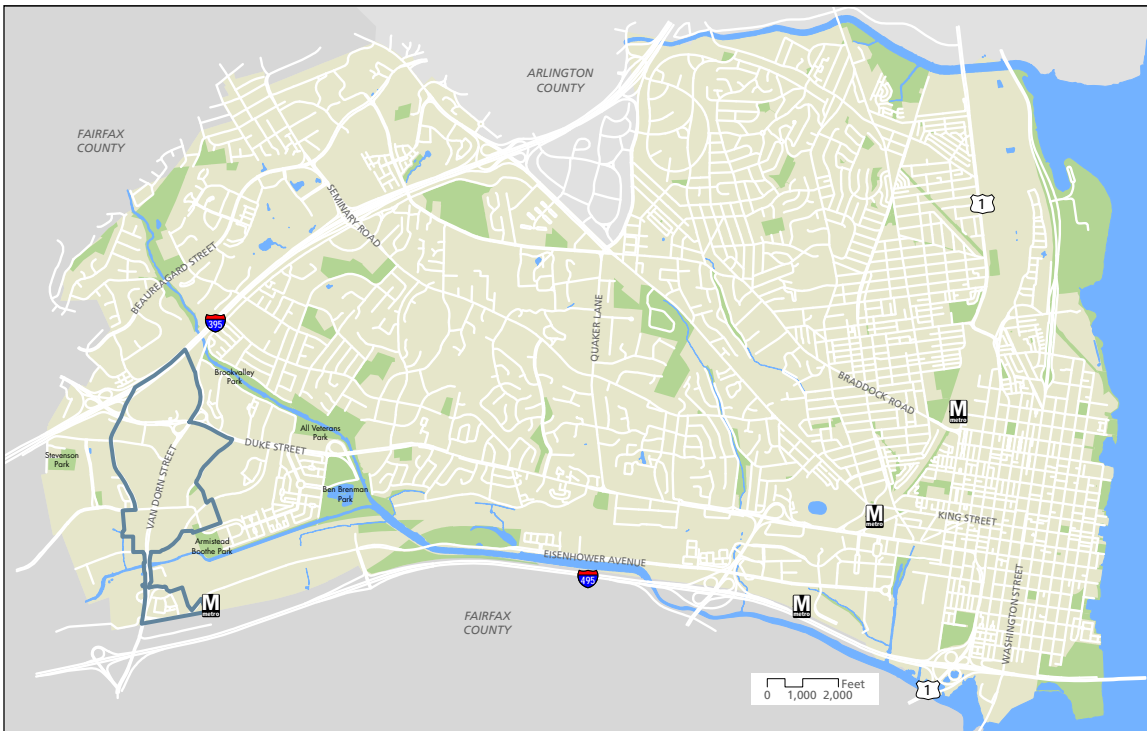 ARLINGTON
COUNTY
FAIRFAX
COUNTY
SEMINARY ROAD
1
BEAUREAGARD STREET
395
QUAKER LANE
Brookvalley
Park
BRADDOCK ROAD
M
metro
All Veterans
Park
DUKE STREET
Stevenson
Park
VAN DORN STREET
Ben Brenman
Park
M
metro
KING STREET
Armistead
Boothe Park
EISENHOWER AVENUE
495
M
metro
M
metro
FAIRFAX
COUNTY
WASHINGTON STREET
Feet
0 1,000 2,000
1